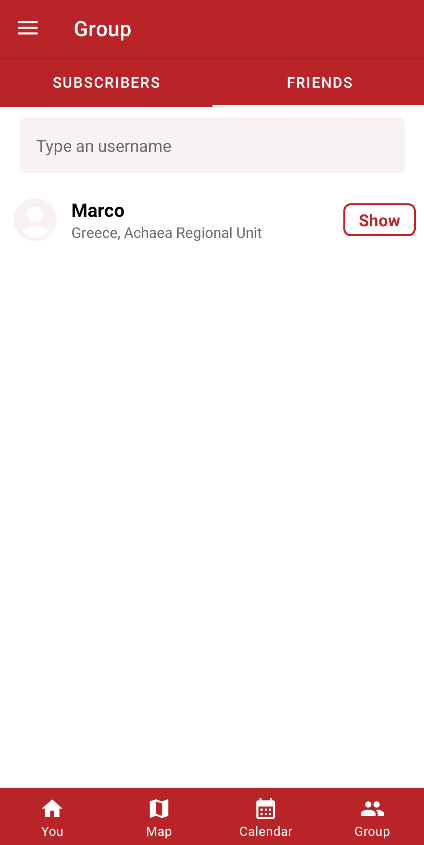 Group
SUBSCRIBERS
FRIENDS
Type an username
Marco
Greece, Achaea Regional Unit
Show
You
Map
Calendar
Group